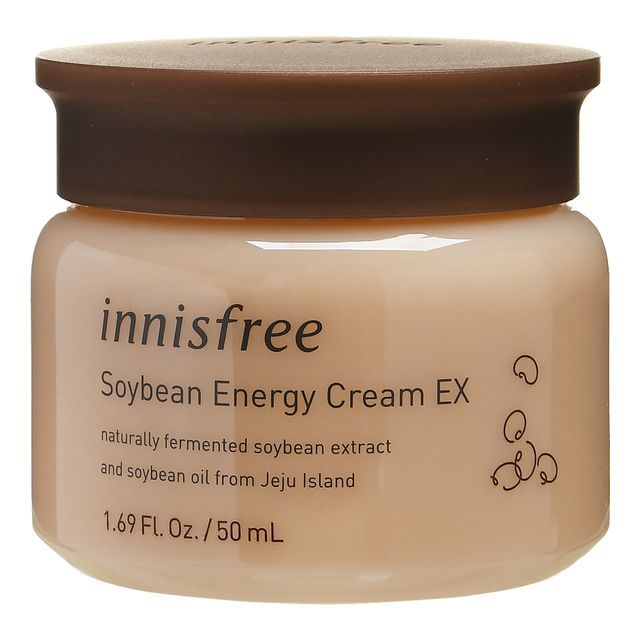 innisfree
innisfree
Soybean Energy Cream EX
naturally fermented soybean extract
and soybean oil from Jeju Island
1.69 Fl. Oz. / 50 mL